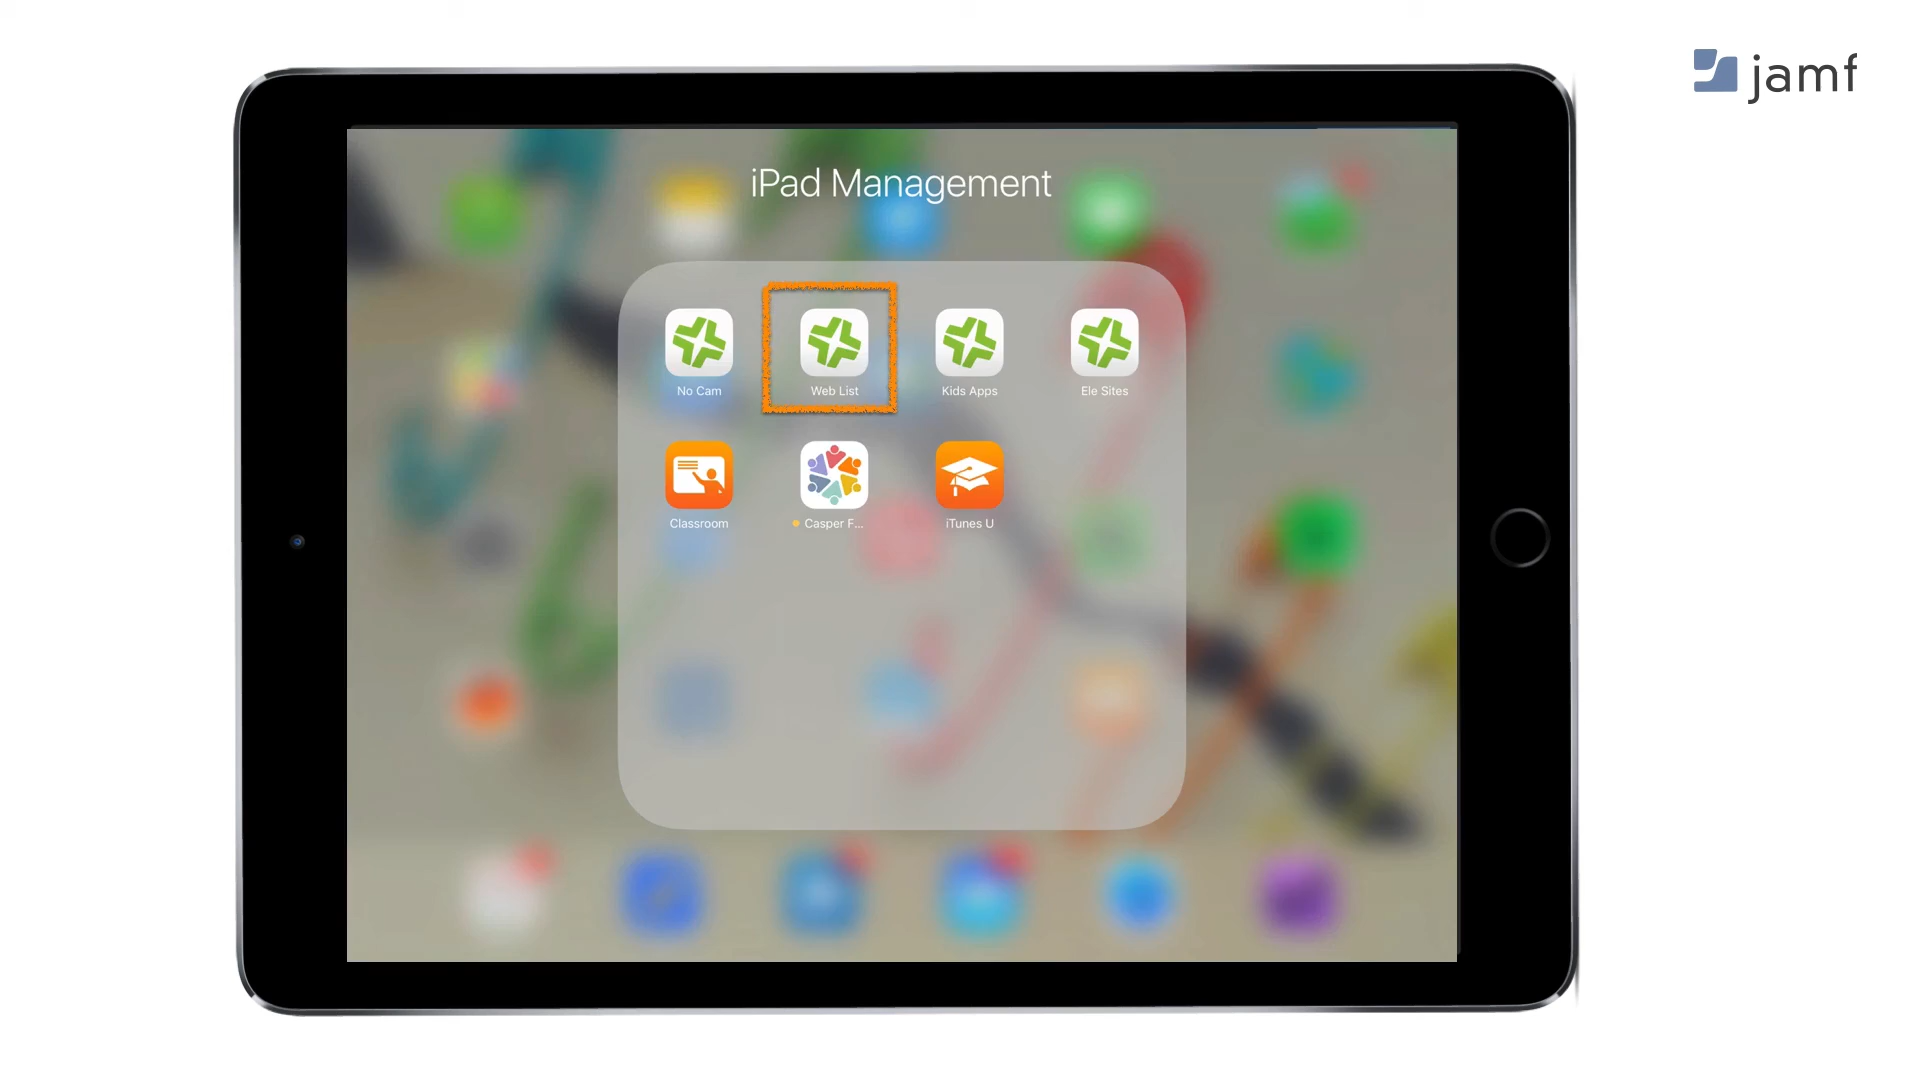 jamf
iPad Management
No Cam
Web List
Kids Apps
Ele Sites
Classroom
Casper F...
iTunes U